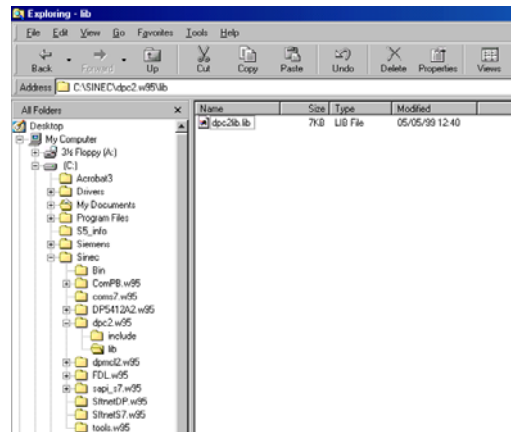 Exploring - lib
File Edit View Go Favorites Tools Help
Back Forward Up Cut Copy Paste Undo Delete Properties Views
Address C:\SINEC\dpc2.w95\lib
All Folders ×
Name Size Type Modified
dpc2lib.lib 7KB LIB File 05/05/99 12:40
Desktop
My Computer
3½ Floppy (A:)
(C:)
Acrobat3
Drivers
My Documents
Program Files
S5_info
Siemens
Sinec
Bin
ComPB.w95
coms7.w95
DP5412A2.w95
dpc2.w95
include
lib
dpmcl2.w95
FDL.w95
sapi_s7.w95
SftnetDP.w95
SftnetS7.w95
tools.w95